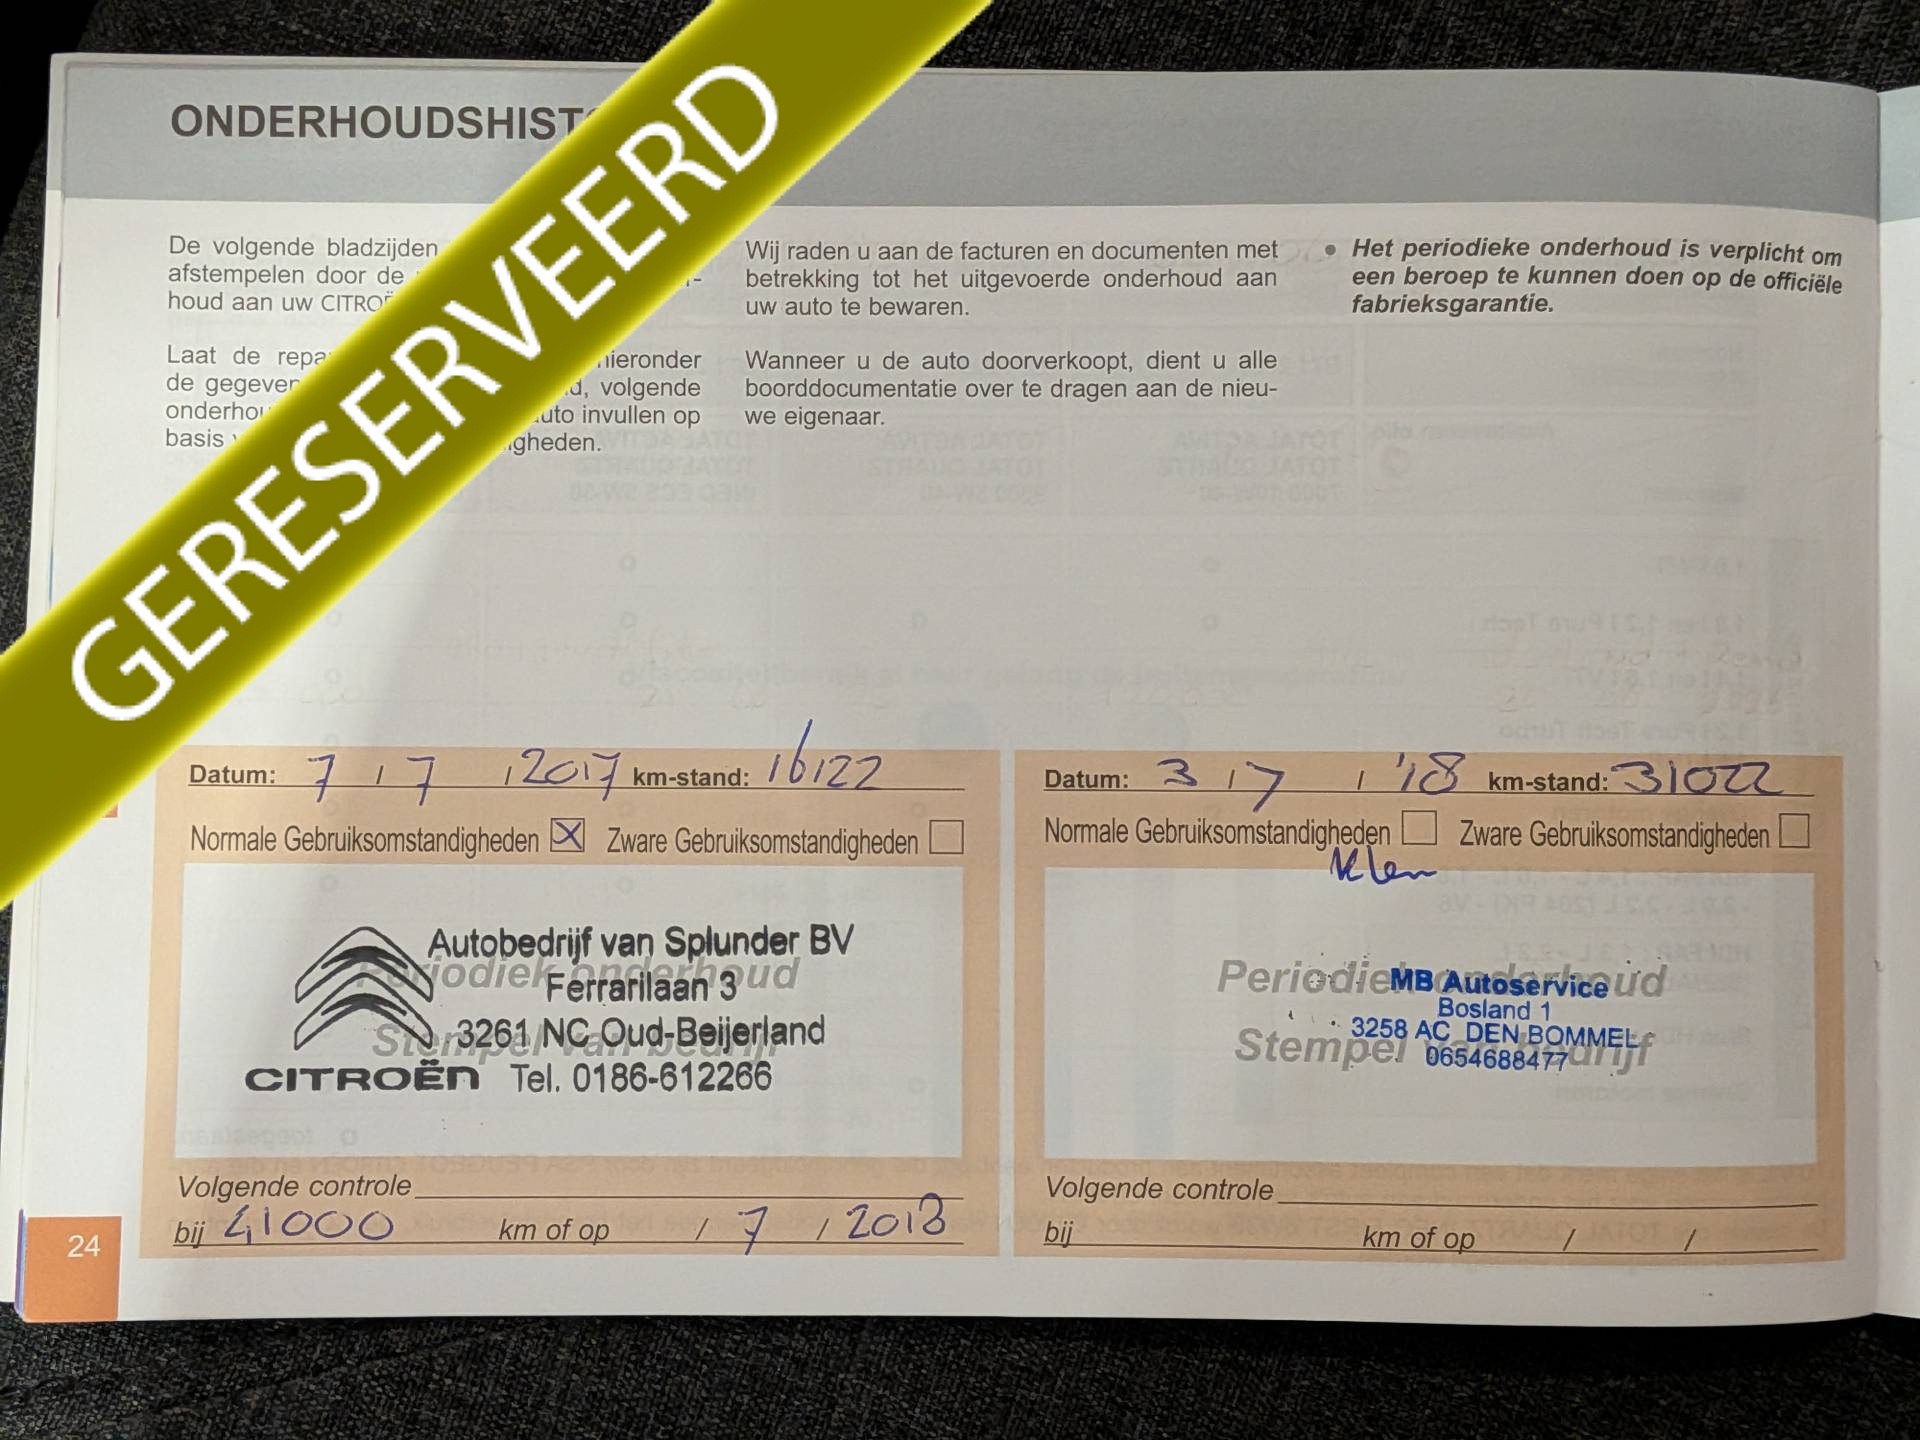 GERESERVEERD
ONDERHOUDSHIST
De volgende bladzijden
afstempelen door de
houd aan uw CITROË
Laat de repa hieronder
de gegeven volgende
onderhou auto invullen op
basis
Wij raden u aan de facturen en documenten met
betrekking tot het uitgevoerde onderhoud aan
uw auto te bewaren.
Wanneer u de auto doorverkoopt, dient u alle
boorddocumentatie over te dragen aan de nieu-
we eigenaar.
• Het periodieke onderhoud is verplicht om
een beroep te kunnen doen op de officiële
fabrieksgarantie.
Datum: 7 / 7 / 2017 km-stand: 16122
Normale Gebruiksomstandigheden X Zware Gebruiksomstandigheden
Periodiek onderhoud
Stempel van bedrijf
Autobedrijf van Splunder BV
Ferrarilaan 3
3261 NC Oud-Beijerland
CITROËN Tel. 0186-612266
Volgende controle
bij 41000 km of op / 7 / 2018
Datum: 3 / 7 / '18 km-stand: 31022
Normale Gebruiksomstandigheden Zware Gebruiksomstandigheden
Periodiek onderhoud
Stempel van bedrijf
MB Autoservice
Bosland 1
3258 AC DEN BOMMEL
0654688477
Volgende controle
bij km of op / /
24